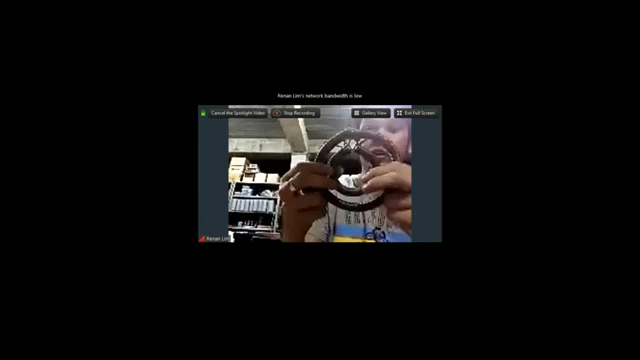 Renan Lim's network bandwidth is low
Cancel the Spotlight Video
Stop Recording
Gallery View
Exit Full Screen
Renan Lim